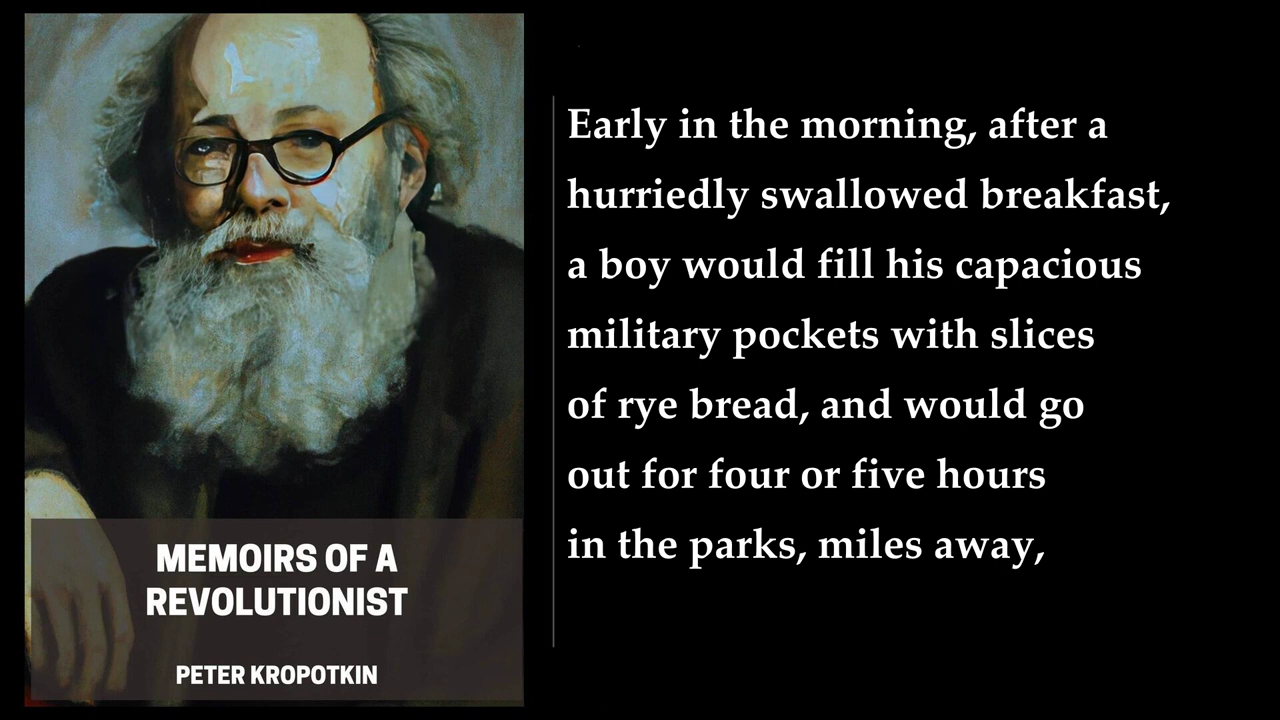 MEMOIRS OF A
REVOLUTIONIST
PETER KROPOTKIN
Early in the morning, after a
hurriedly swallowed breakfast,
a boy would fill his capacious
military pockets with slices
of rye bread, and would go
out for four or five hours
in the parks, miles away,